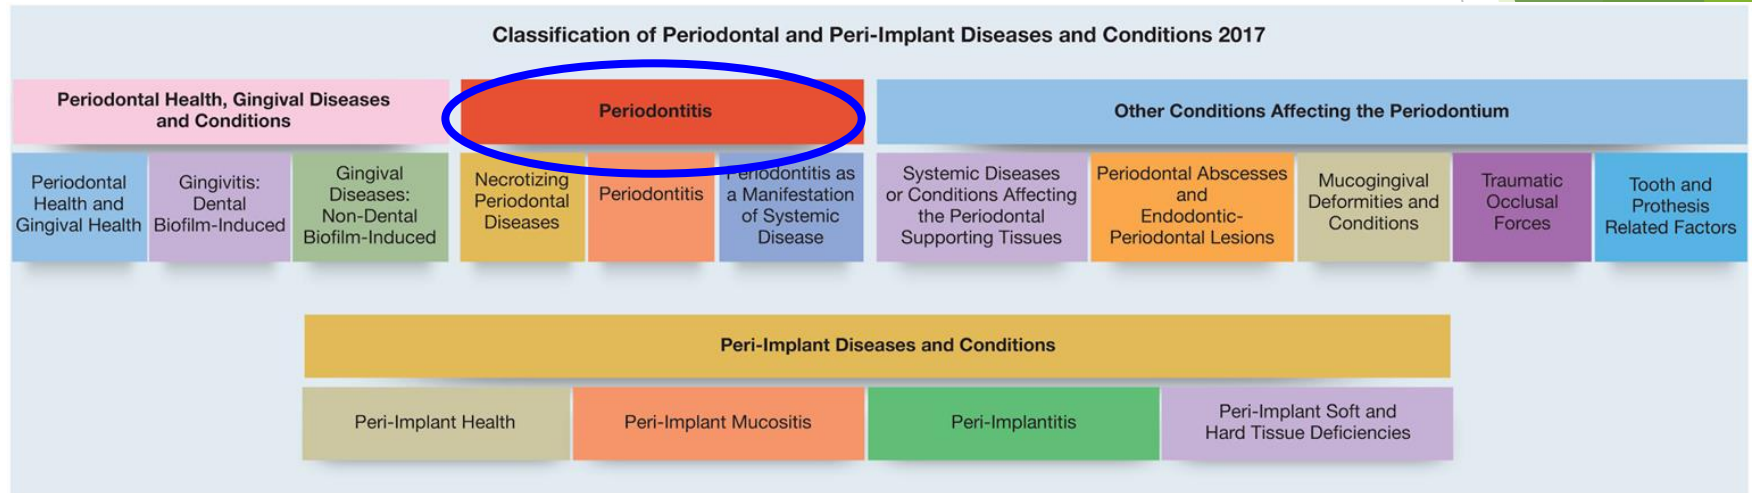 Classification of Periodontal and Peri-Implant Diseases and Conditions 2017
Periodontal Health, Gingival Diseases
and Conditions
Periodontitis
Other Conditions Affecting the Periodontium
Periodontal
Health and
Gingival Health
Gingivitis:
Dental
Biofilm-Induced
Gingival
Diseases:
Non-Dental
Biofilm-Induced
Necrotizing
Periodontal
Diseases
Periodontitis
Periodontitis as
a Manifestation
of Systemic
Disease
Systemic Diseases
or Conditions Affecting
the Periodontal
Supporting Tissues
Periodontal Abscesses
and
Endodontic-
Periodontal Lesions
Mucogingival
Deformities and
Conditions
Traumatic
Occlusal
Forces
Tooth and
Prothesis
Related Factors
Peri-Implant Diseases and Conditions
Peri-Implant Health
Peri-Implant Mucositis
Peri-Implantitis
Peri-Implant Soft and
Hard Tissue Deficiencies